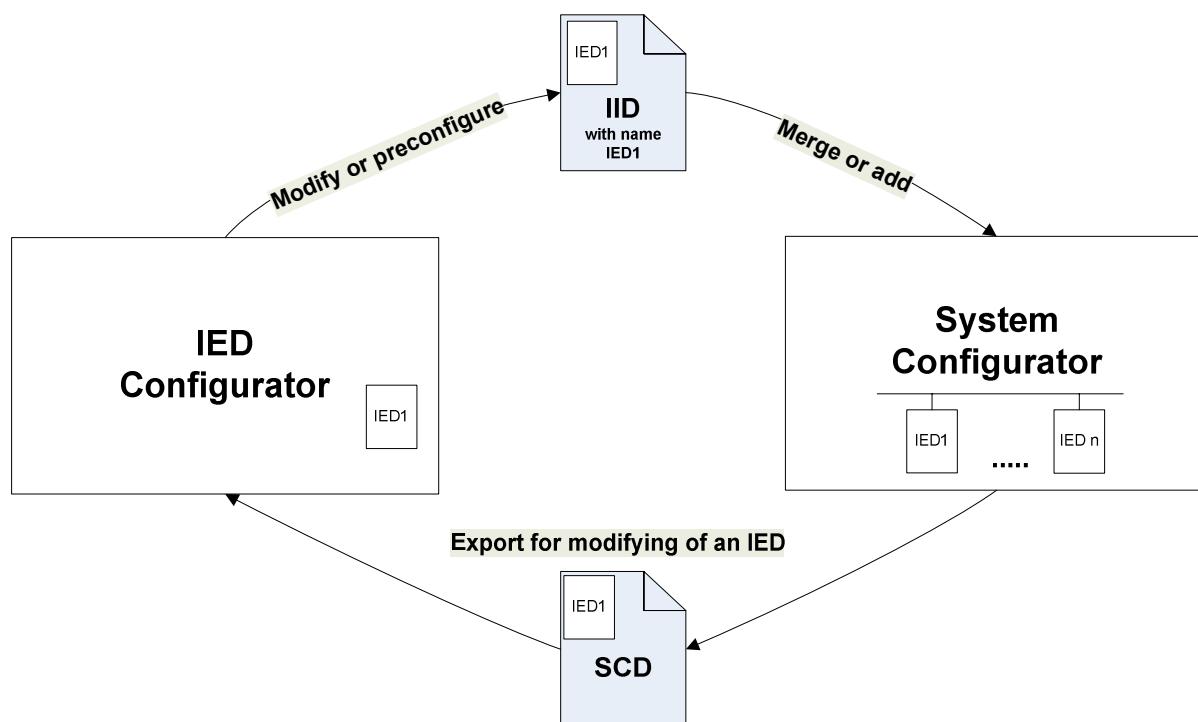 IED1
IID
with name
IED1
Modify or preconfigure
Merge or add
IED
Configurator
IED1
System
Configurator
IED1
.....
IED n
Export for modifying of an IED
IED1
SCD